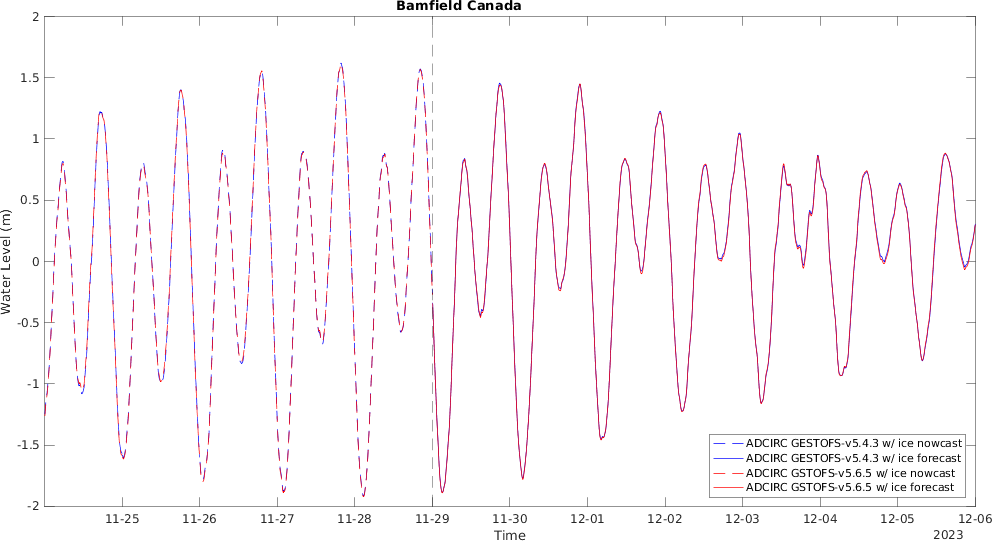 Bamfield Canada
Water Level (m)
2
1.5
1
0.5
0
-0.5
-1
-1.5
-2
ADCIRC GESTOFS-v5.4.3 w/ ice nowcast
ADCIRC GESTOFS-v5.4.3 w/ ice forecast
ADCIRC GSTOFS-v5.6.5 w/ ice nowcast
ADCIRC GSTOFS-v5.6.5 w/ ice forecast
11-25 11-26 11-27 11-28 11-29 11-30 12-01 12-02 12-03 12-04 12-05 12-06
Time
2023